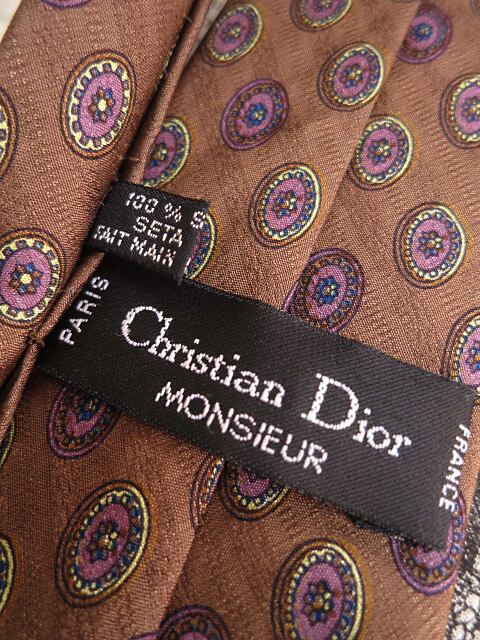 100% S
SETA
FAIT MAIN
PARIS
Christian Dior
MONSIEUR
FRANCE